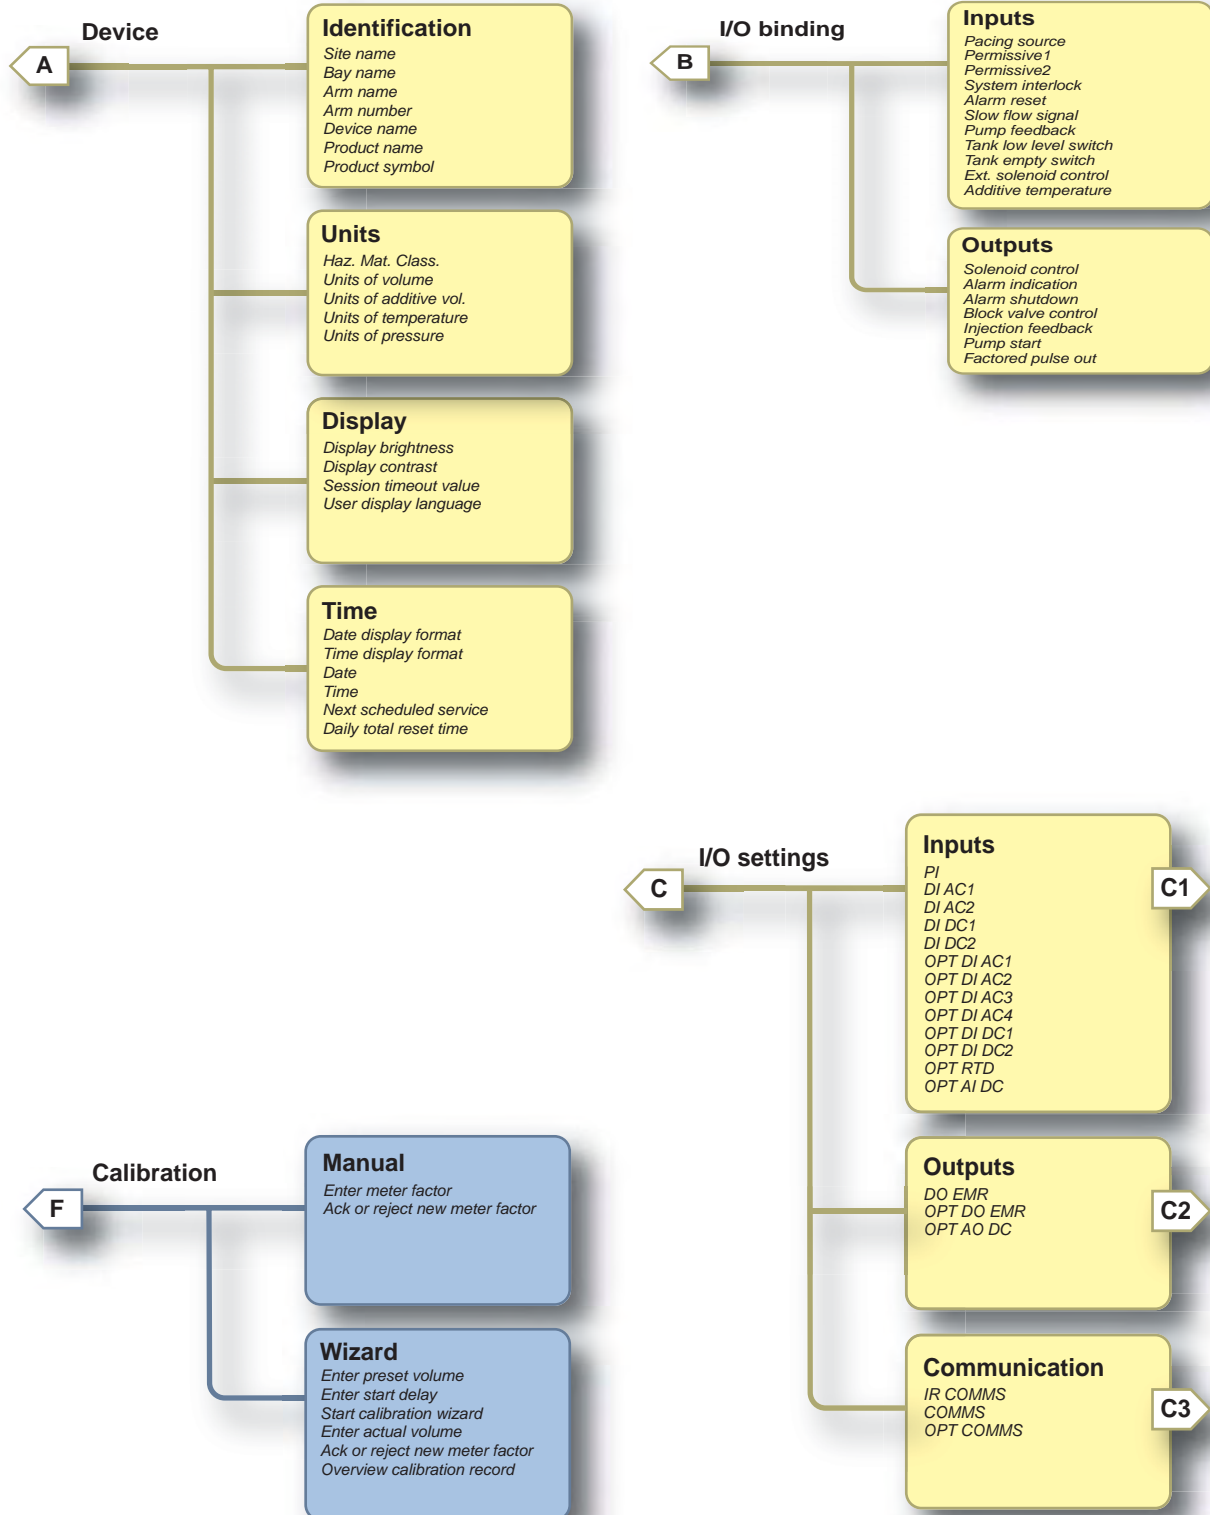 Device
A
Identification
Site name
Bay name
Arm name
Arm number
Device name
Product name
Product symbol
Units
Haz. Mat. Class.
Units of volume
Units of additive vol.
Units of temperature
Units of pressure
Display
Display brightness
Display contrast
Session timeout value
User display language
Time
Date display format
Time display format
Date
Time
Next scheduled service
Daily total reset time
I/O binding
B
Inputs
Pacing source
Permissive1
Permissive2
System interlock
Alarm reset
Slow flow signal
Pump feedback
Tank low level switch
Tank empty switch
Ext. solenoid control
Additive temperature
Outputs
Solenoid control
Alarm indication
Alarm shutdown
Block valve control
Injection feedback
Pump start
Factored pulse out
I/O settings
C
Inputs
PI
DI AC1
DI AC2
DI DC1
DI DC2
OPT DI AC1
OPT DI AC2
OPT DI AC3
OPT DI AC4
OPT DI DC1
OPT DI DC2
OPT RTD
OPT AI DC
C1
Outputs
DO EMR
OPT DO EMR
OPT AO DC
C2
Communication
IR COMMS
COMMS
OPT COMMS
C3
Calibration
F
Manual
Enter meter factor
Ack or reject new meter factor
Wizard
Enter preset volume
Enter start delay
Start calibration wizard
Enter actual volume
Ack or reject new meter factor
Overview calibration record